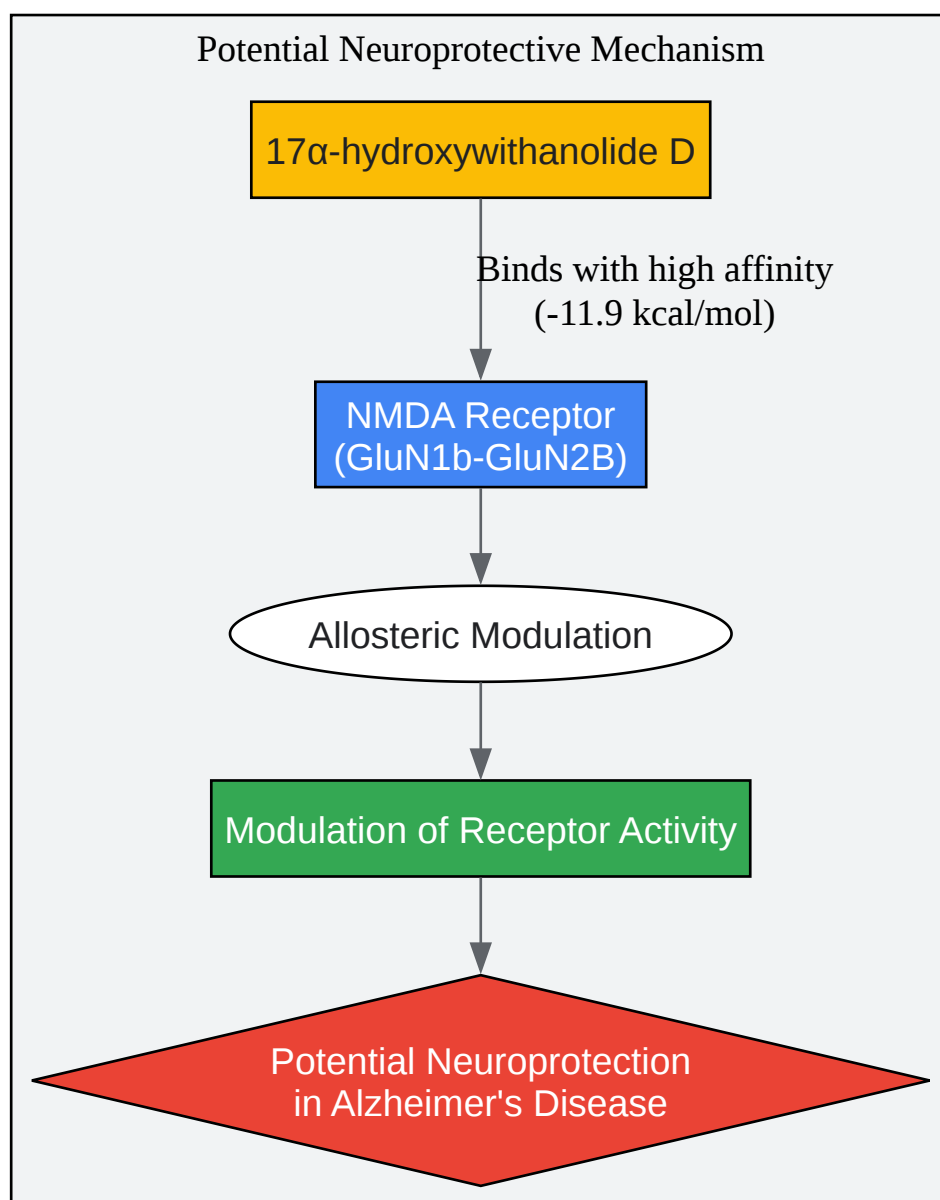 Potential Neuroprotective Mechanism
17α-hydroxywithanolide D
Binds with high affinity
(-11.9 kcal/mol)
NMDA Receptor
(GluN1b-GluN2B)
Allosteric Modulation
Modulation of Receptor Activity
Potential Neuroprotection
in Alzheimer's Disease